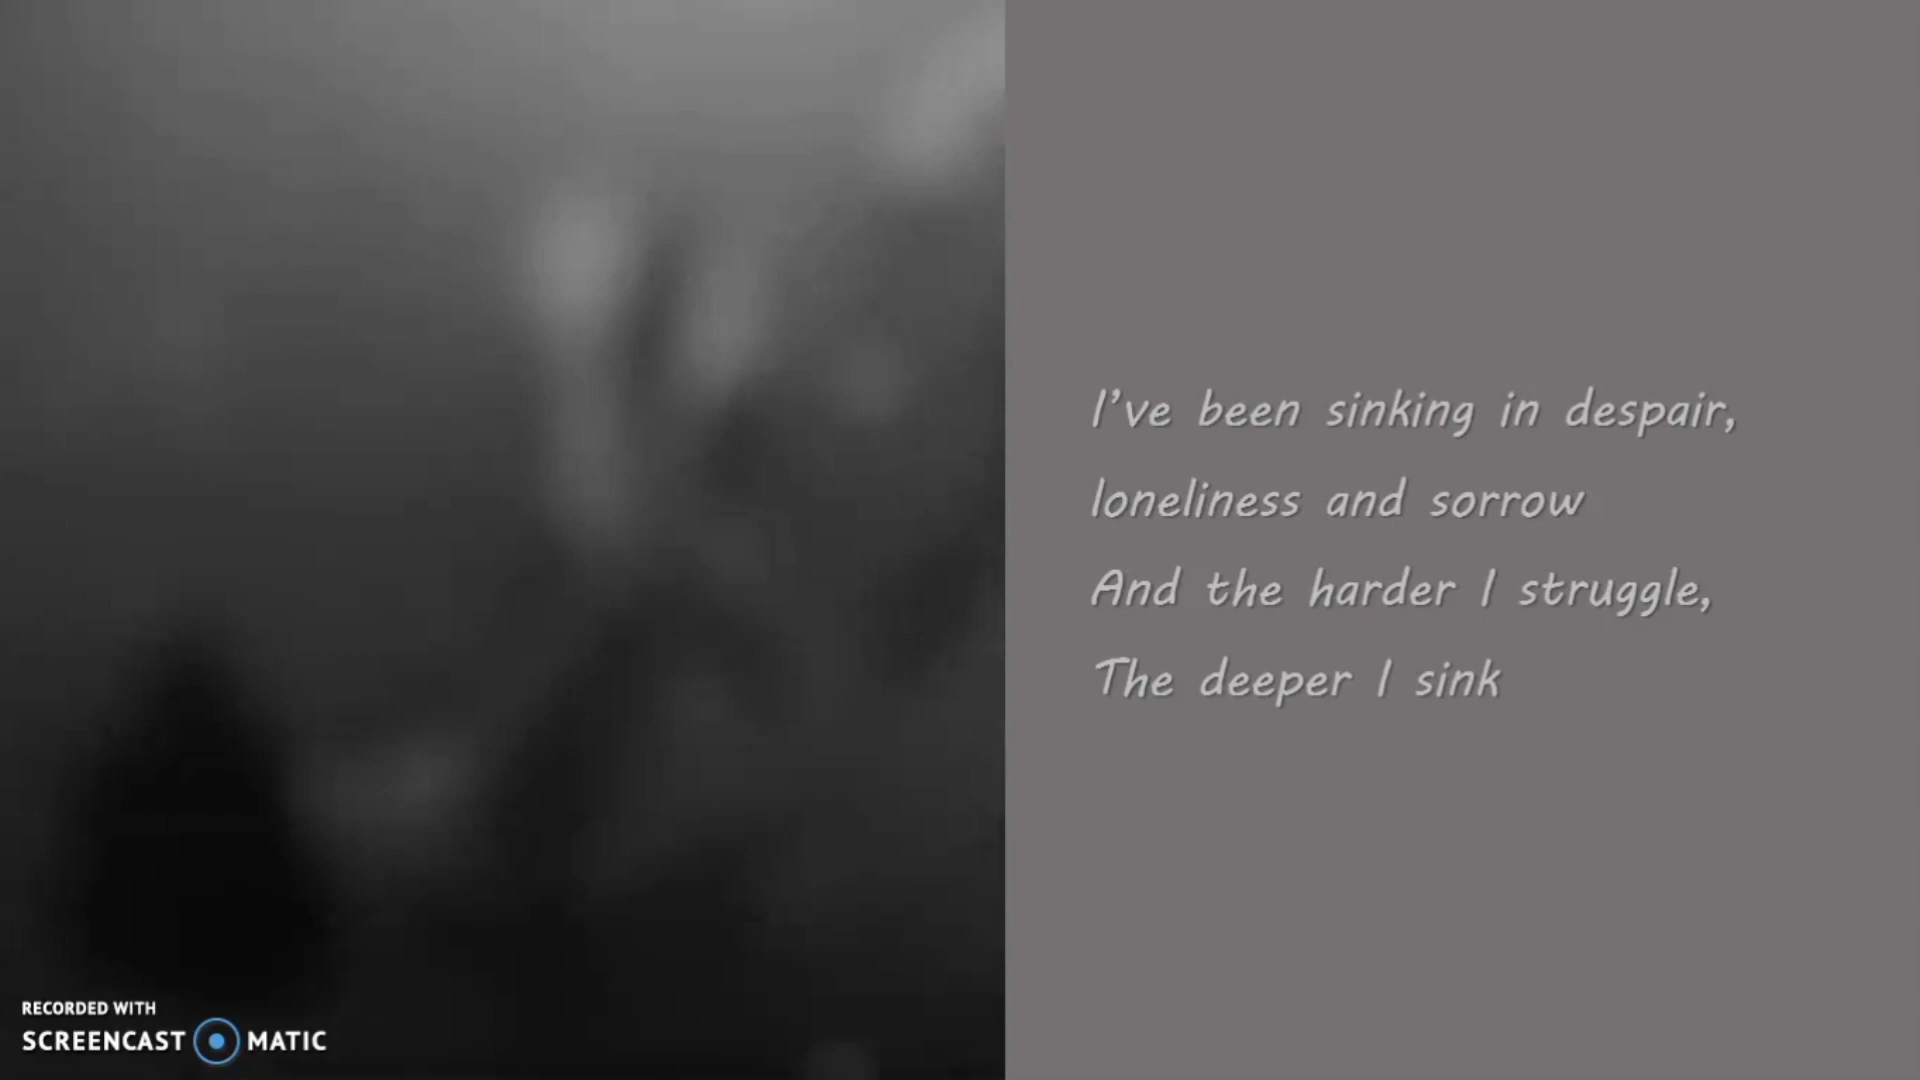 I've been sinking in despair,
loneliness and sorrow
And the harder I struggle,
The deeper I sink
RECORDED WITH
SCREENCAST MATIC